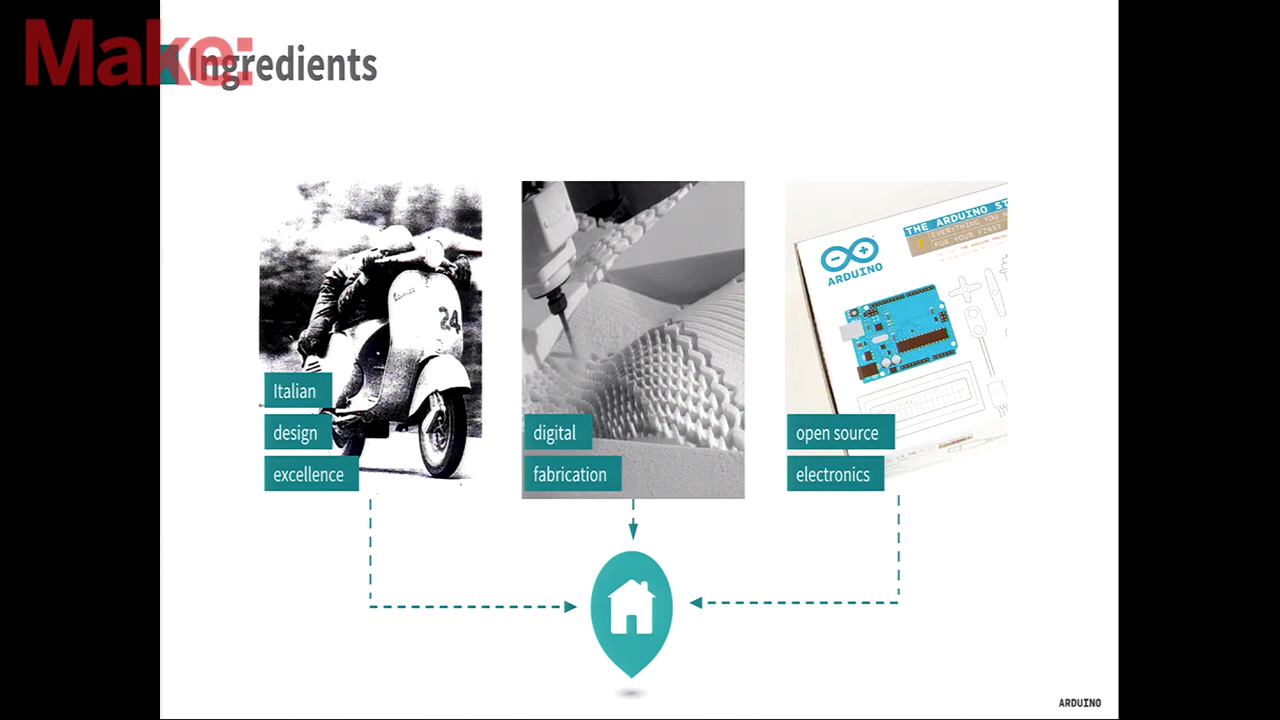 Make:
Ingredients
Italian
design
excellence
24
digital
fabrication
THE ARDUINO ST
EVERYTHING YOU N
FOR YOUR FIRST
ARDUINO
open source
electronics
ARDUINO